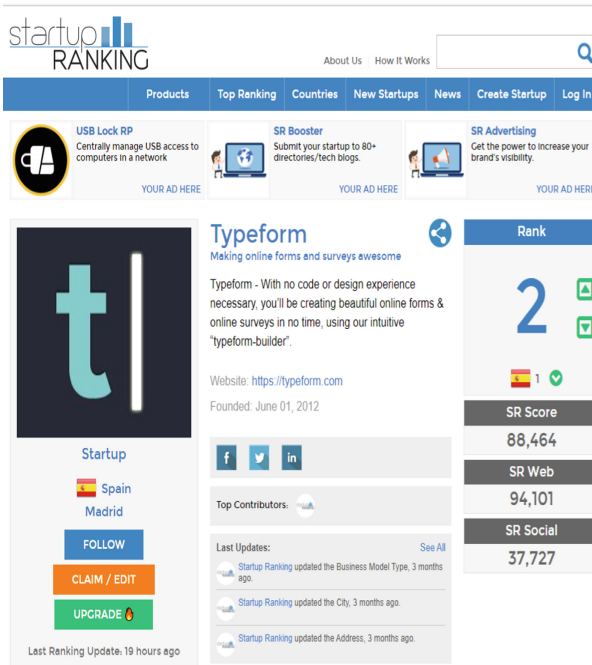 startup
RANKING
About Us How It Works
Products Top Ranking Countries New Startups News Create Startup Log In
USB Lock RP
Centrally manage USB access to
computers in a network
YOUR AD HERE
SR Booster
Submit your startup to 80+
directories/tech blogs.
YOUR AD HERE
SR Advertising
Get the power to increase your
brand's visibility.
YOUR AD HERE
t
Startup
Spain
Madrid
FOLLOW
CLAIM / EDIT
UPGRADE
Last Ranking Update: 19 hours ago
Typeform
Making online forms and surveys awesome
Typeform - With no code or design experience
necessary, you'll be creating beautiful online forms &
online surveys in no time, using our intuitive
"typeform-builder".
Website: https://typeform.com
Founded: June 01, 2012
f in
Top Contributors:
Last Updates: See All
Startup Ranking updated the Business Model Type, 3 months
ago.
Startup Ranking updated the City, 3 months ago.
Startup Ranking updated the Address, 3 months ago.
Rank
2
1
SR Score
88,464
SR Web
94,101
SR Social
37,727